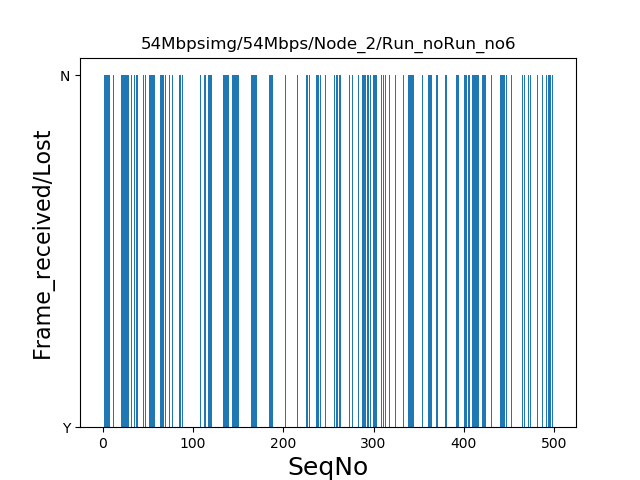 54Mbpsimg/54Mbps/Node_2/Run_noRun_no6
N
Frame_received/Lost
Y
0 100 200 300 400 500
SeqNo